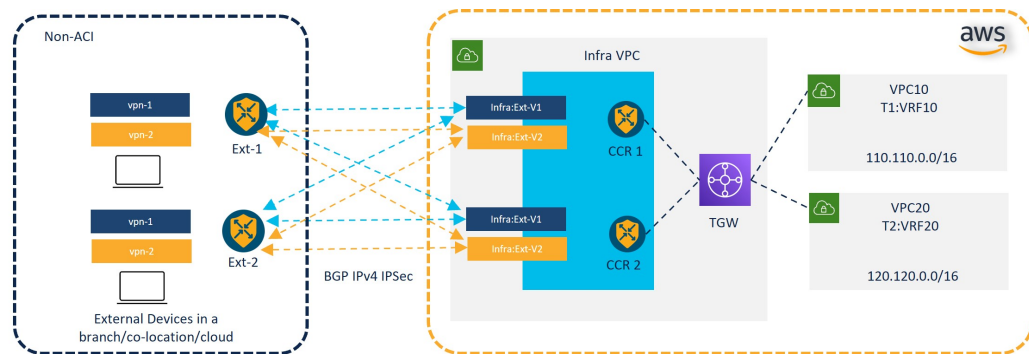 Non-ACI
vpn-1
vpn-2
Ext-1
vpn-1
vpn-2
Ext-2
External Devices in a
branch/co-location/cloud
BGP IPv4 IPSec
aws
Infra VPC
Infra:Ext-V1
Infra:Ext-V2
CCR 1
Infra:Ext-V1
Infra:Ext-V2
CCR 2
TGW
VPC10
T1:VRF10
110.110.0.0/16
VPC20
T2:VRF20
120.120.0.0/16